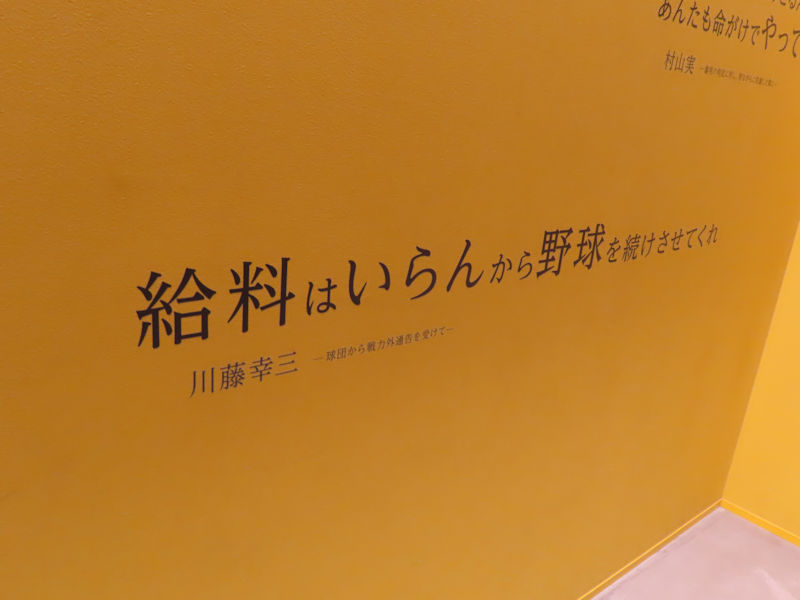 あんたも命がけでやって
村山実
給料はいらんから野球を続けさせてくれ
川藤幸三 ─球団から戦力外通告を受けて─